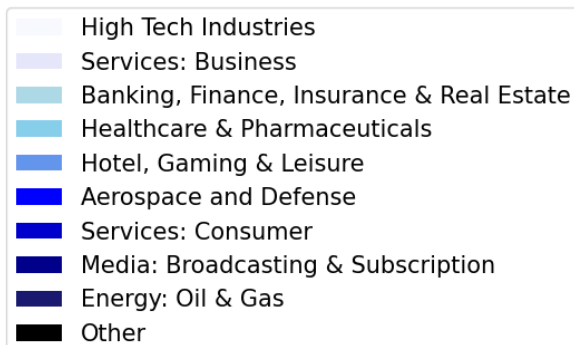 High Tech Industries
Services: Business
Banking, Finance, Insurance & Real Estate
Healthcare & Pharmaceuticals
Hotel, Gaming & Leisure
Aerospace and Defense
Services: Consumer
Media: Broadcasting & Subscription
Energy: Oil & Gas
Other